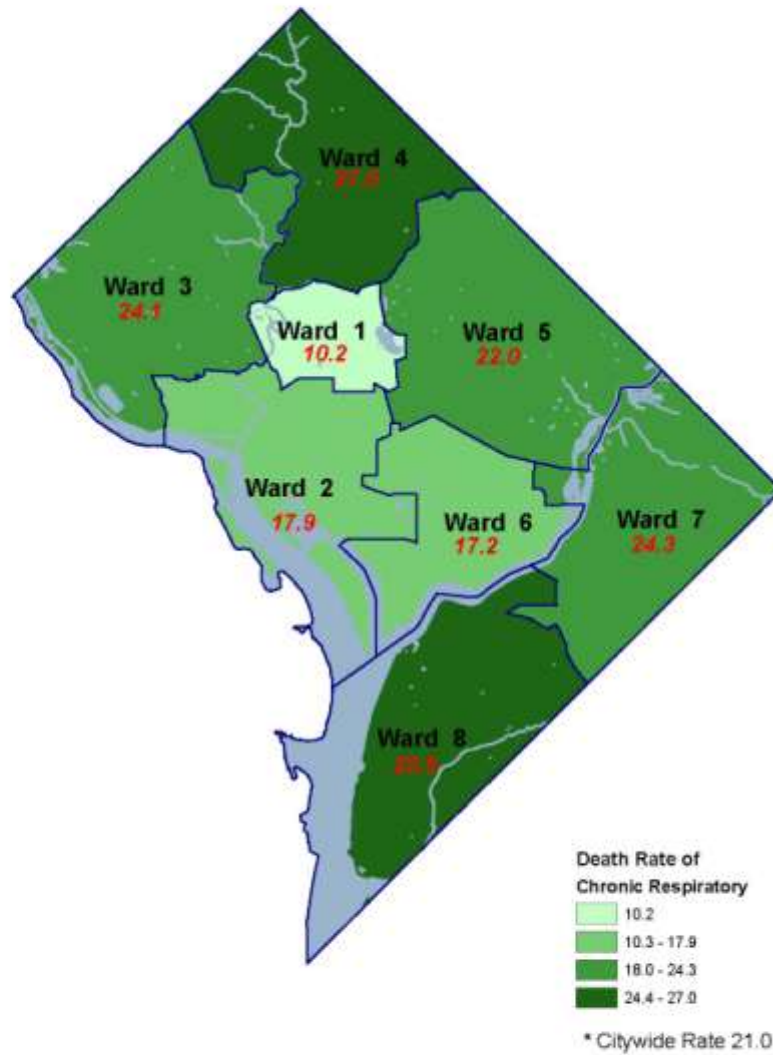 Ward 4
27.0
Ward 3
24.1
Ward 1
10.2
Ward 5
22.0
Ward 2
17.9
Ward 6
17.2
Ward 7
24.3
Ward 8
Death Rate of
Chronic Respiratory
10.2
10.3 - 17.9
18.0 - 24.3
24.4 - 27.0
* Citywide Rate 21.0